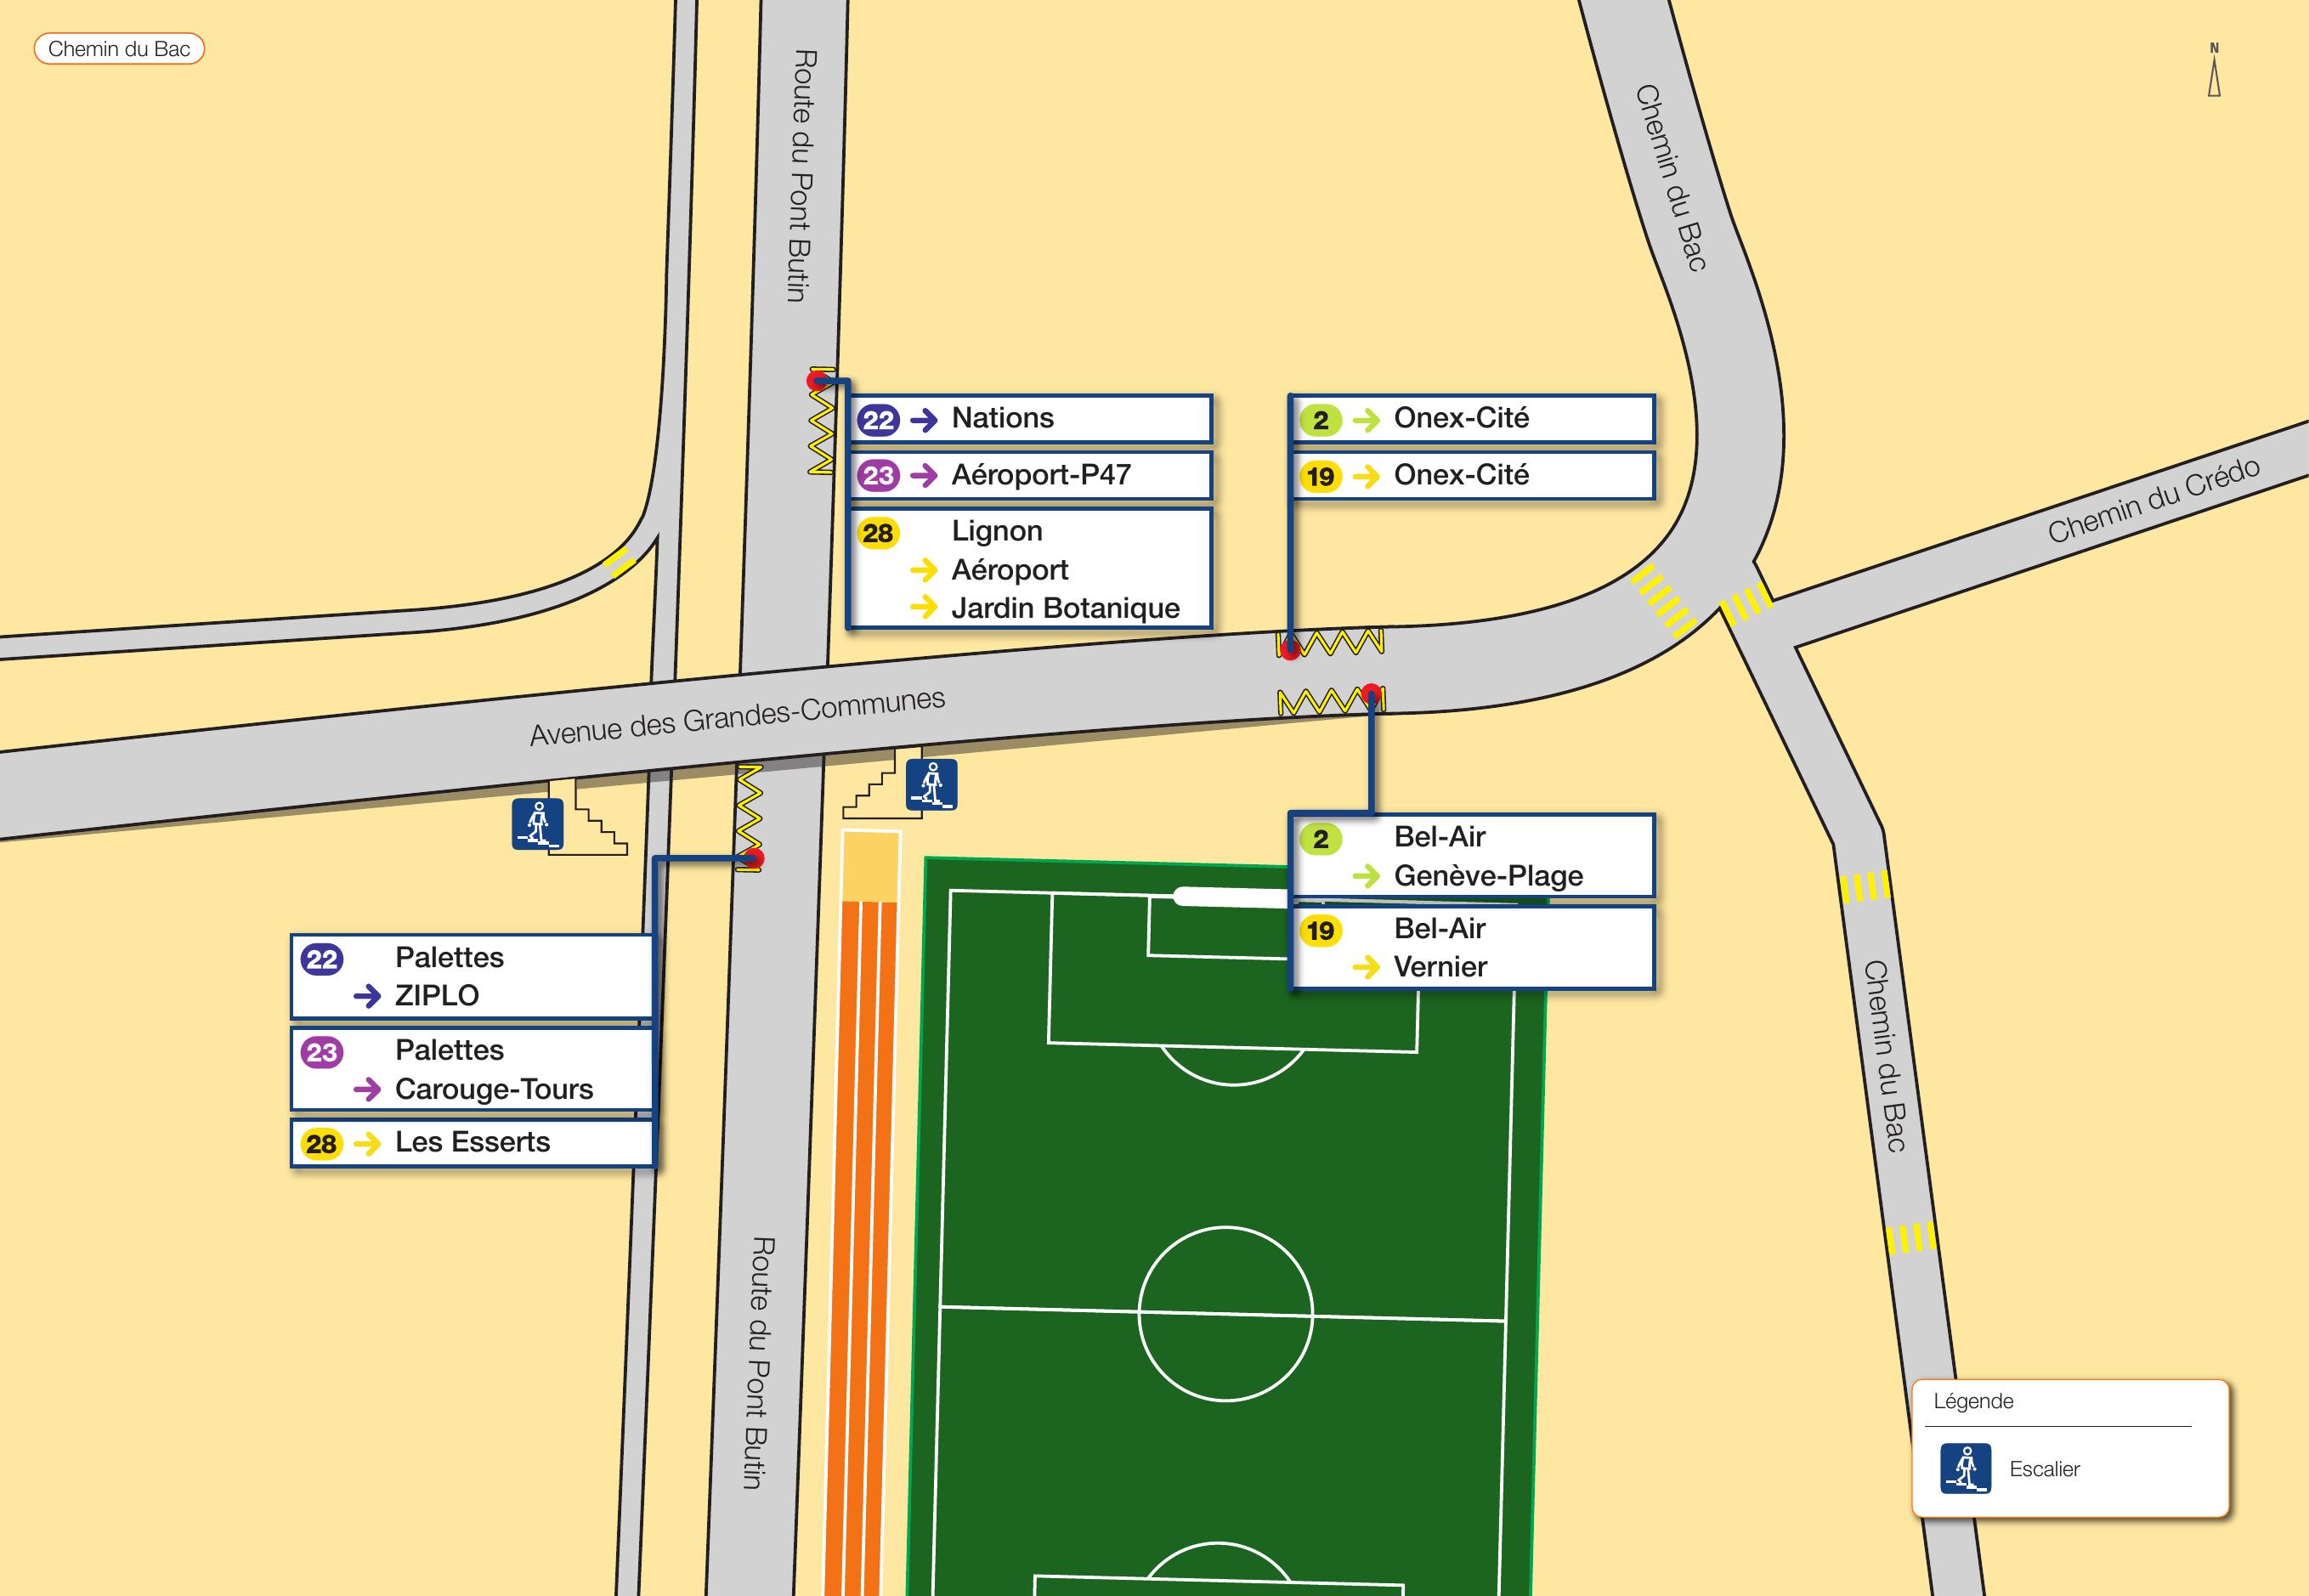 Chemin du Bac
N
Route du Pont Butin
Chemin du Bac
22 → Nations
23 → Aéroport-P47
28 Lignon
→ Aéroport
→ Jardin Botanique
2 → Onex-Cité
19 → Onex-Cité
Chemin du Crédo
Avenue des Grandes-Communes
2 Bel-Air
→ Genève-Plage
19 Bel-Air
→ Vernier
22 Palettes
→ ZIPLO
23 Palettes
→ Carouge-Tours
28 → Les Esserts
Chemin du Bac
Route du Pont Butin
Légende
Escalier